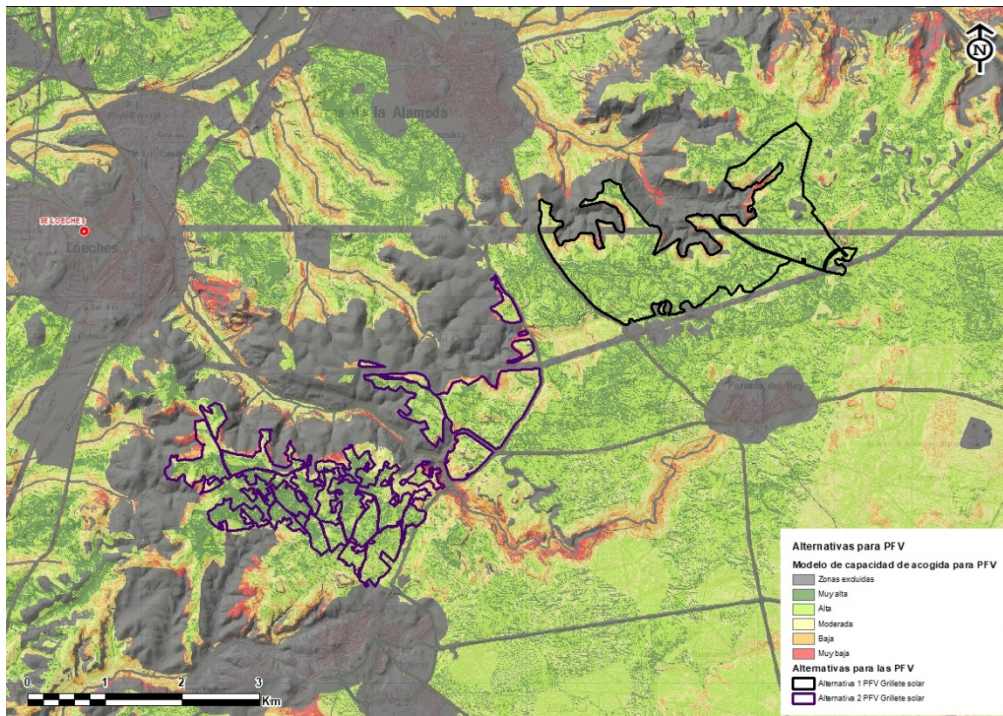 N
de la Alameda
SE LOECHES
Loeches
Pozuelo del Rey
Alternativas para PFV
Modelo de capacidad de acogida para PFV
Zonas excluidas
Muy alta
Alta
Moderada
Baja
Muy baja
Alternativas para las PFV
Alternativa 1 PFV Grillete solar
Alternativa 2 PFV Grillete solar
0 1 2 3
Km